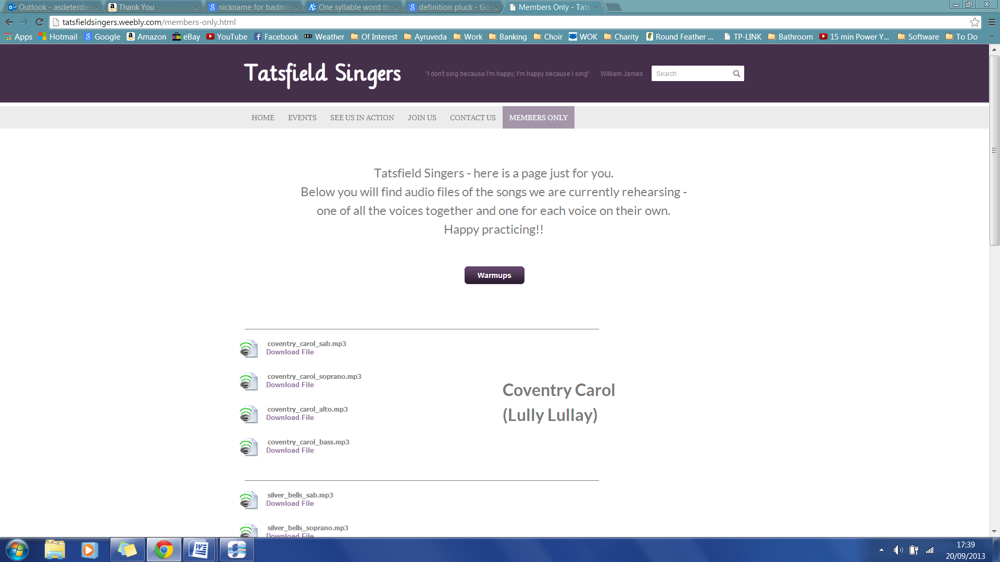 Outlook - asdeterdin
Thank You
nickname for badmi
One syllable word th
definition pluck - Go
Members Only - Tats
tatsfieldsingers.weebly.com/members-only.html
Apps Hotmail Google Amazon eBay YouTube Facebook BBC Weather Of Interest Ayruveda Work Banking Choir WOK Charity Round Feather ... TP-LINK Bathroom 15 min Power Y... Software To Do »
Tatsfield Singers
"I don't sing because I'm happy; I'm happy because I sing" William James
Search
HOME EVENTS SEE US IN ACTION JOIN US CONTACT US MEMBERS ONLY
Tatsfield Singers - here is a page just for you.
Below you will find audio files of the songs we are currently rehearsing -
one of all the voices together and one for each voice on their own.
Happy practicing!!
Warmups
coventry_carol_sab.mp3
Download File
coventry_carol_soprano.mp3
Download File
coventry_carol_alto.mp3
Download File
coventry_carol_bass.mp3
Download File
Coventry Carol
(Lully Lullay)
silver_bells_sab.mp3
Download File
silver_bells_soprano.mp3
Download File
17:39
20/09/2013